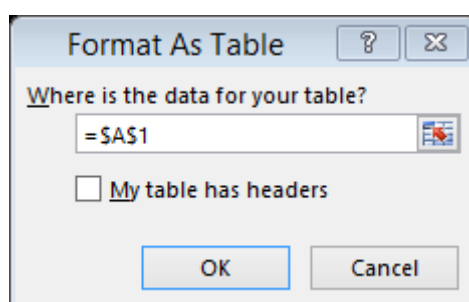 Format As Table ?
Where is the data for your table?
=$A$1
My table has headers
OK Cancel